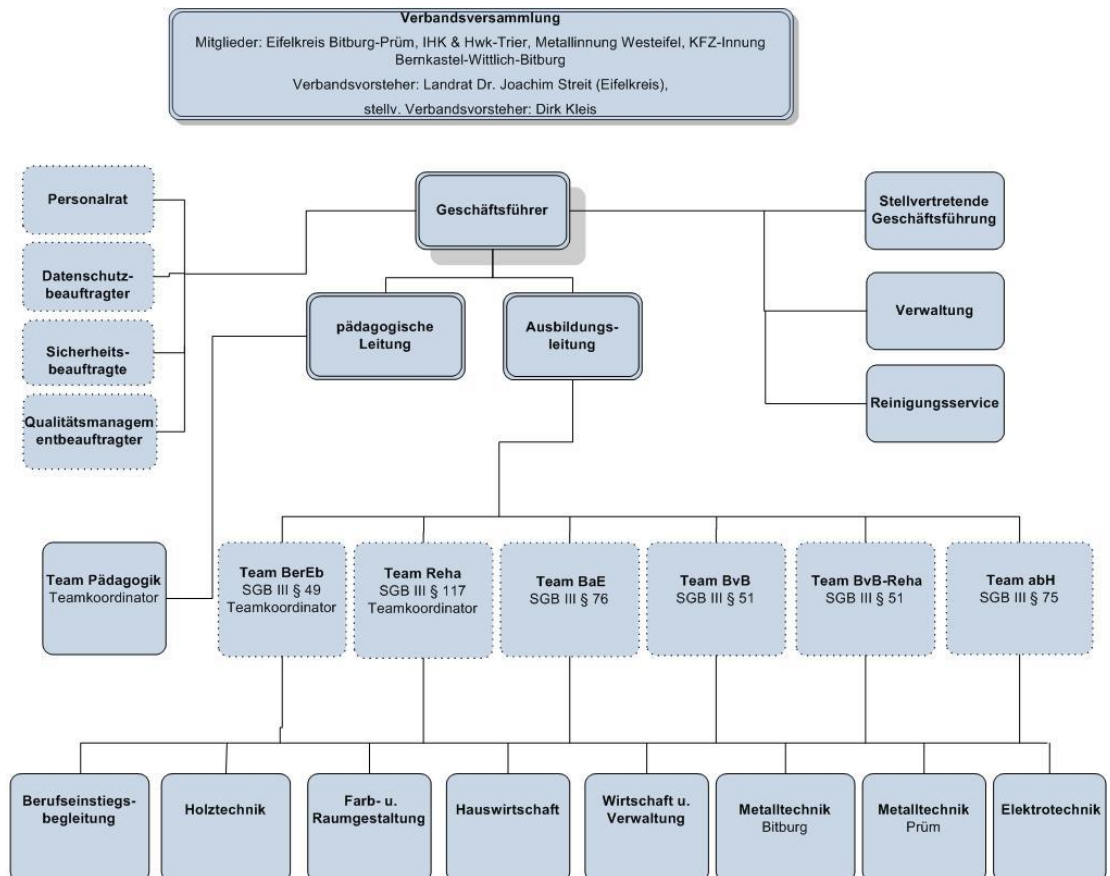 Verbandsversammlung
Mitglieder: Eifelkreis Bitburg-Prüm, IHK & Hwk-Trier, Metallinnung Westeifel, KFZ-Innung
Bernkastel-Wittlich-Bitburg
Verbandsvorsteher: Landrat Dr. Joachim Streit (Eifelkreis),
stellv. Verbandsvorsteher: Dirk Kleis
Personalrat
Datenschutz-
beauftragter
Sicherheits-
beauftragte
Qualitätsmanagem
entbeauftragter
Geschäftsführer
pädagogische
Leitung
Ausbildungs-
leitung
Stellvertretende
Geschäftsführung
Verwaltung
Reinigungsservice
Team Pädagogik
Teamkoordinator
Team BerEb
SGB III § 49
Teamkoordinator
Team Reha
SGB III § 117
Teamkoordinator
Team BaE
SGB III § 76
Team BvB
SGB III § 51
Team BvB-Reha
SGB III § 51
Team abH
SGB III § 75
Berufseinstiegs-
begleitung
Holztechnik
Farb- u.
Raumgestaltung
Hauswirtschaft
Wirtschaft u.
Verwaltung
Metalltechnik
Bitburg
Metalltechnik
Prüm
Elektrotechnik